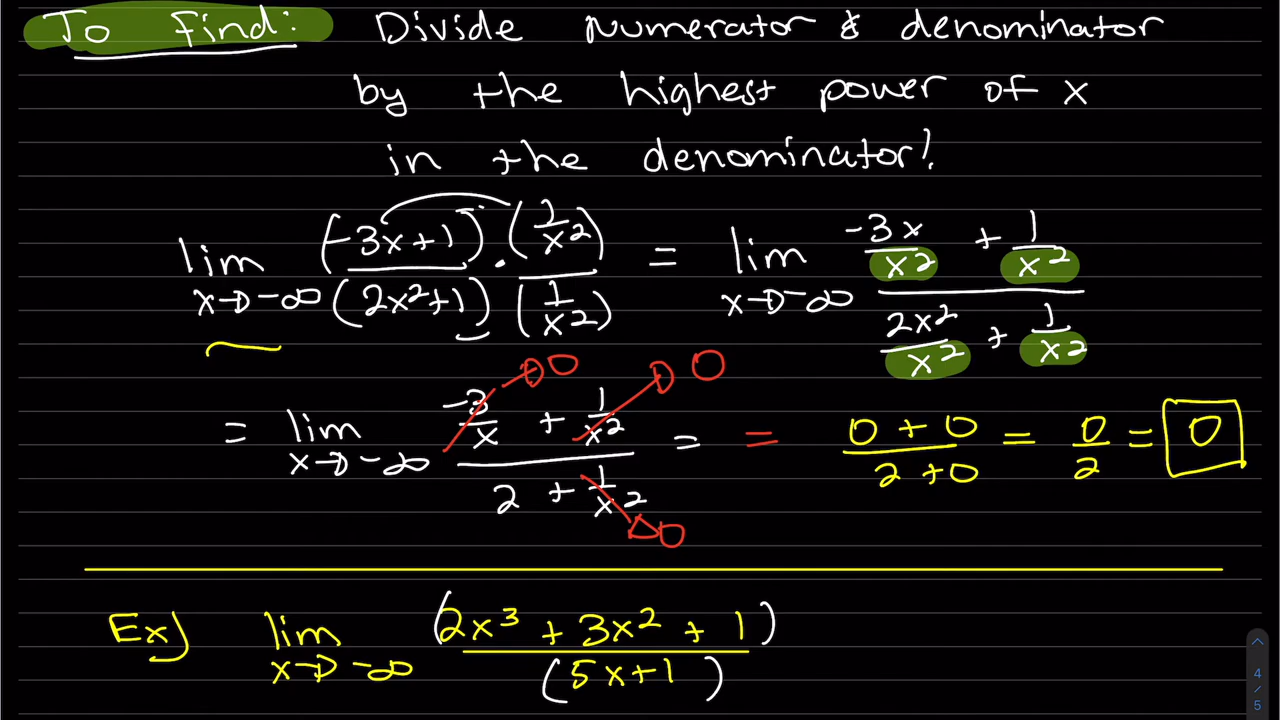 To find: Divide numerator & denominator
by the highest power of x
in the denominator!
lim x→-∞ (-3x+1)/(2x²+1) · (1/x²)/(1/x²) = lim x→-∞ (-3x/x² + 1/x²)/(2x²/x² + 1/x²)
= lim x→-∞ (-3/x →0 + 1/x² →0)/(2 + 1/x² →0) = = (0+0)/(2+0) = 0/2 = 0
Ex) lim x→-∞ (2x³ + 3x² + 1)/(5x+1)
4/5